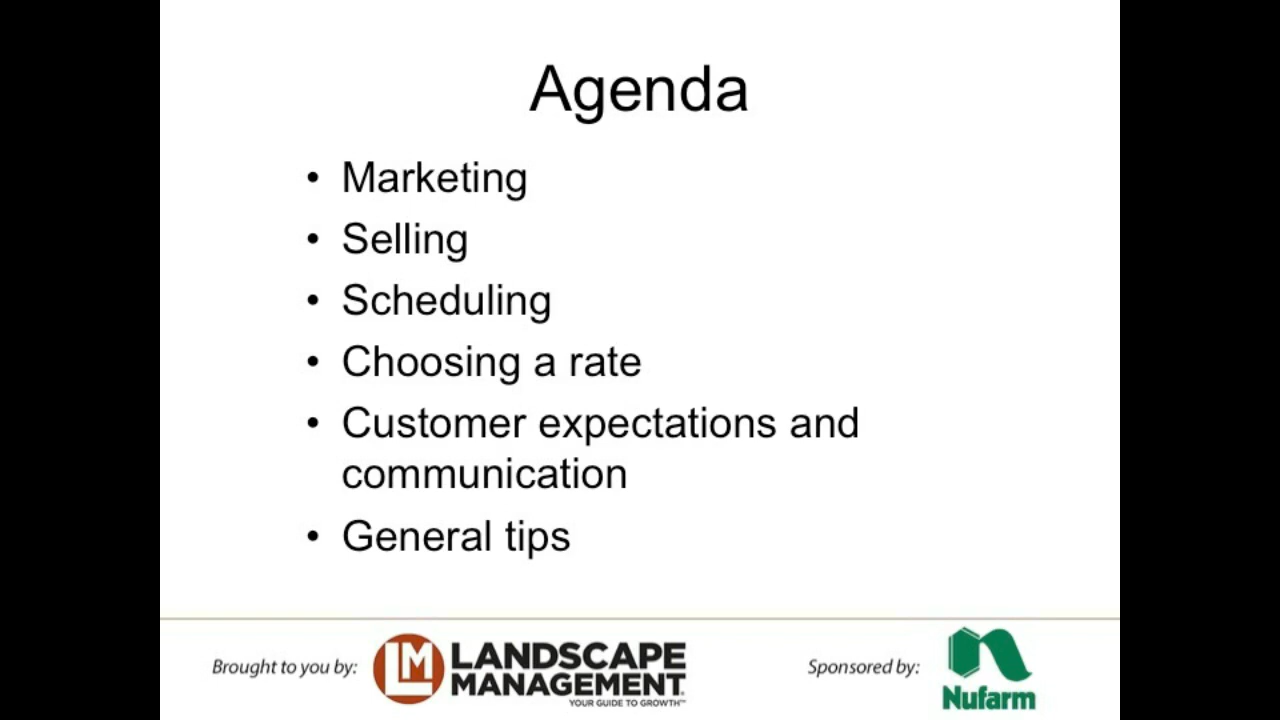 Agenda
• Marketing
• Selling
• Scheduling
• Choosing a rate
• Customer expectations and
communication
• General tips
Brought to you by:
LM
LANDSCAPE
MANAGEMENT
YOUR GUIDE TO GROWTH™
Sponsored by:
Nufarm